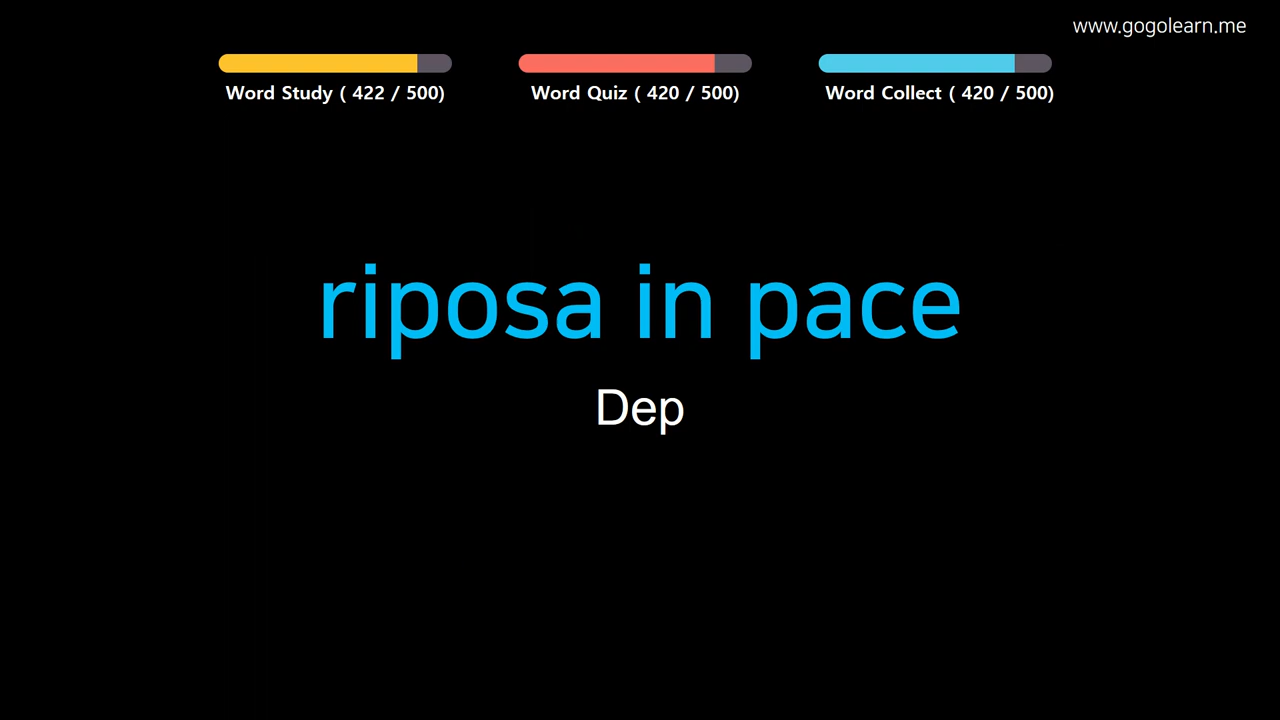 www.gogolearn.me
Word Study ( 422 / 500)
Word Quiz ( 420 / 500)
Word Collect ( 420 / 500)
riposa in pace
Dep